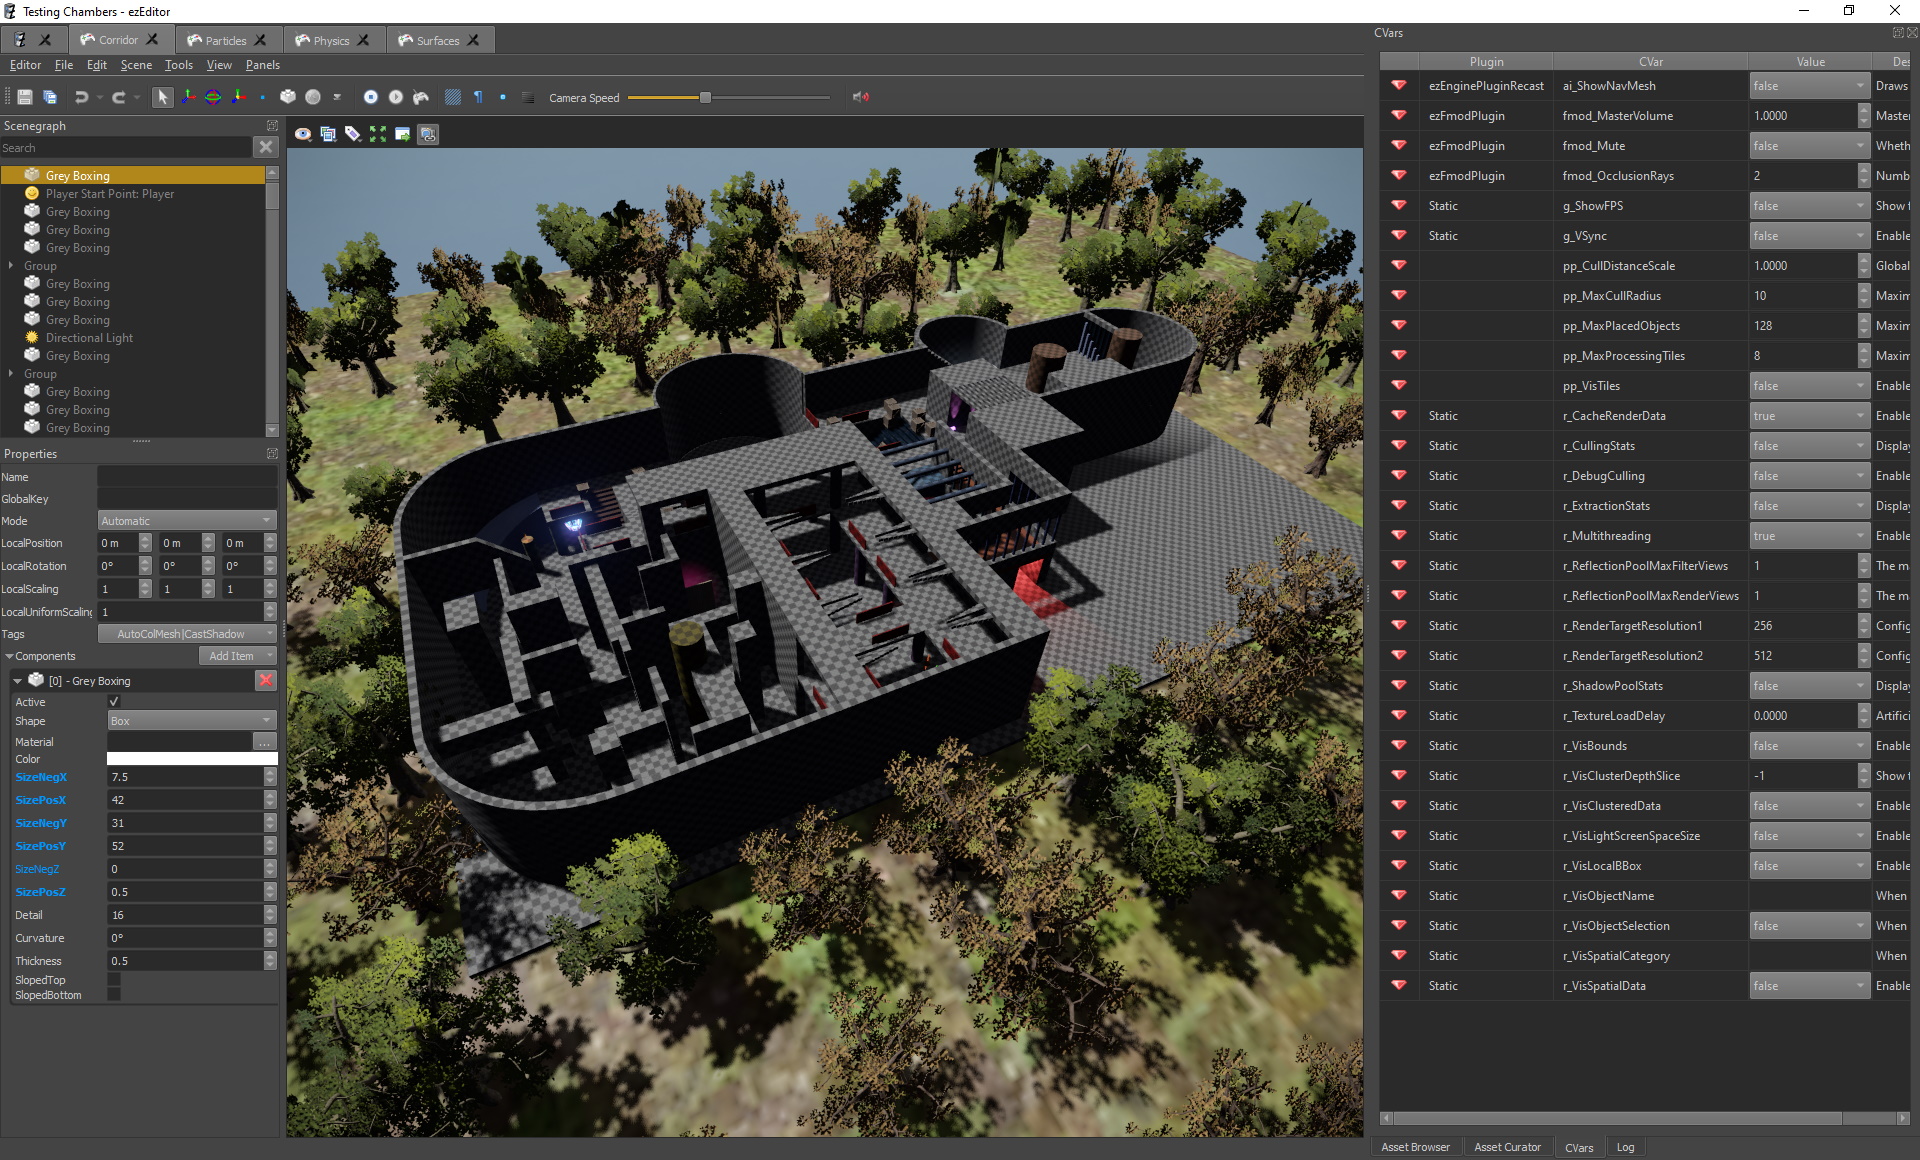 Testing Chambers - ezEditor
Corridor
Particles
Physics
Surfaces
Editor File Edit Scene Tools View Panels
Camera Speed
Scenegraph
Search
Grey Boxing
Player Start Point: Player
Grey Boxing
Grey Boxing
Grey Boxing
Group
Grey Boxing
Grey Boxing
Grey Boxing
Directional Light
Grey Boxing
Group
Grey Boxing
Grey Boxing
Grey Boxing
Properties
Name
GlobalKey
Mode Automatic
LocalPosition 0 m 0 m 0 m
LocalRotation 0° 0° 0°
LocalScaling 1 1 1
LocalUniformScaling 1
Tags AutoColMesh|CastShadow
Components Add Item
[0] - Grey Boxing
Active
Shape Box
Material ...
Color
SizeNegX 7.5
SizePosX 42
SizeNegY 31
SizePosY 52
SizeNegZ 0
SizePosZ 0.5
Detail 16
Curvature 0°
Thickness 0.5
SlopedTop
SlopedBottom
CVars
Plugin CVar Value Des
ezEnginePluginRecast ai_ShowNavMesh false Draws
ezFmodPlugin fmod_MasterVolume 1.0000 Master
ezFmodPlugin fmod_Mute false Wheth
ezFmodPlugin fmod_OcclusionRays 2 Numb
Static g_ShowFPS false Show f
Static g_VSync false Enable
pp_CullDistanceScale 1.0000 Global
pp_MaxCullRadius 10 Maxim
pp_MaxPlacedObjects 128 Maxim
pp_MaxProcessingTiles 8 Maxim
pp_VisTiles false Enable
Static r_CacheRenderData true Enable
Static r_CullingStats false Display
Static r_DebugCulling false Enable
Static r_ExtractionStats false Display
Static r_Multithreading true Enable
Static r_ReflectionPoolMaxFilterViews 1 The m
Static r_ReflectionPoolMaxRenderViews 1 The m
Static r_RenderTargetResolution1 256 Config
Static r_RenderTargetResolution2 512 Config
Static r_ShadowPoolStats false Display
Static r_TextureLoadDelay 0.0000 Artifici
Static r_VisBounds false Enable
Static r_VisClusterDepthSlice -1 Show t
Static r_VisClusteredData false Enable
Static r_VisLightScreenSpaceSize false Enable
Static r_VisLocalBBox false Enable
Static r_VisObjectName When
Static r_VisObjectSelection false When
Static r_VisSpatialCategory When
Static r_VisSpatialData false Enable
Asset Browser Asset Curator CVars Log